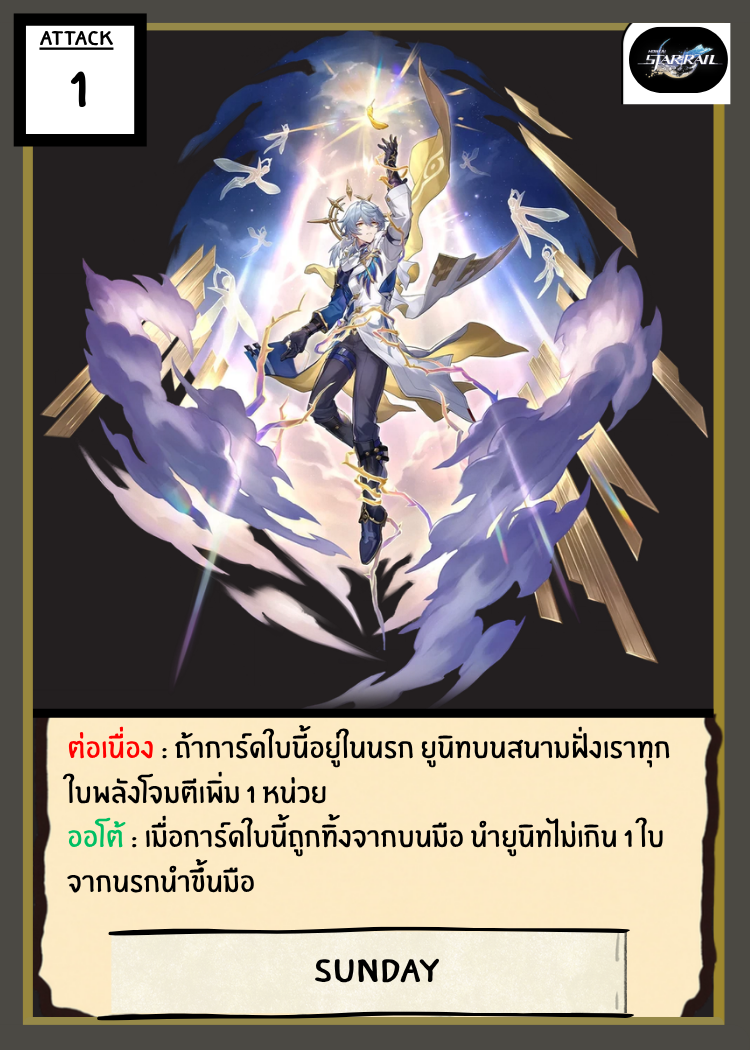 ATTACK
1
HONKAI
STAR RAIL
ต่อเนื่อง : ถ้าการ์ดใบนี้อยู่ในนรก ยูนิทบนสนามฝั่งเราทุก
ใบพลังโจมตีเพิ่ม 1 หน่วย
ออโต้ : เมื่อการ์ดใบนี้ถูกทิ้งจากบนมือ นำยูนิทไม่เกิน 1 ใบ
จากนรกนำขึ้นมือ
SUNDAY